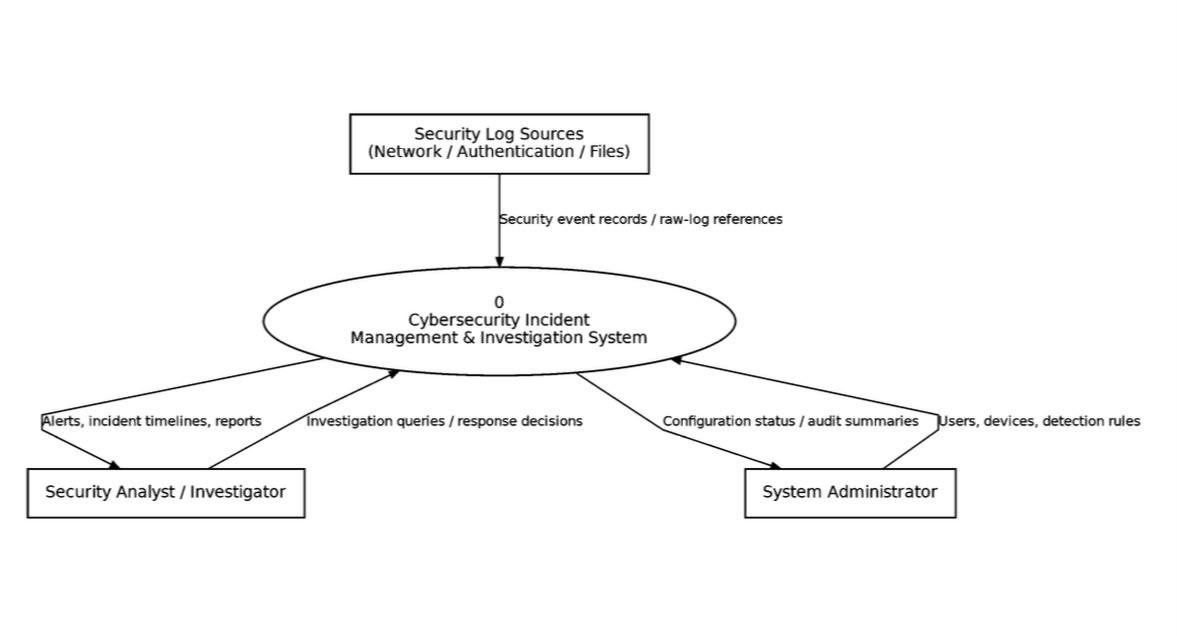 Security Log Sources
(Network / Authentication / Files)
Security event records / raw-log references
0
Cybersecurity Incident
Management & Investigation System
Alerts, incident timelines, reports
Investigation queries / response decisions
Configuration status / audit summaries
Users, devices, detection rules
Security Analyst / Investigator
System Administrator